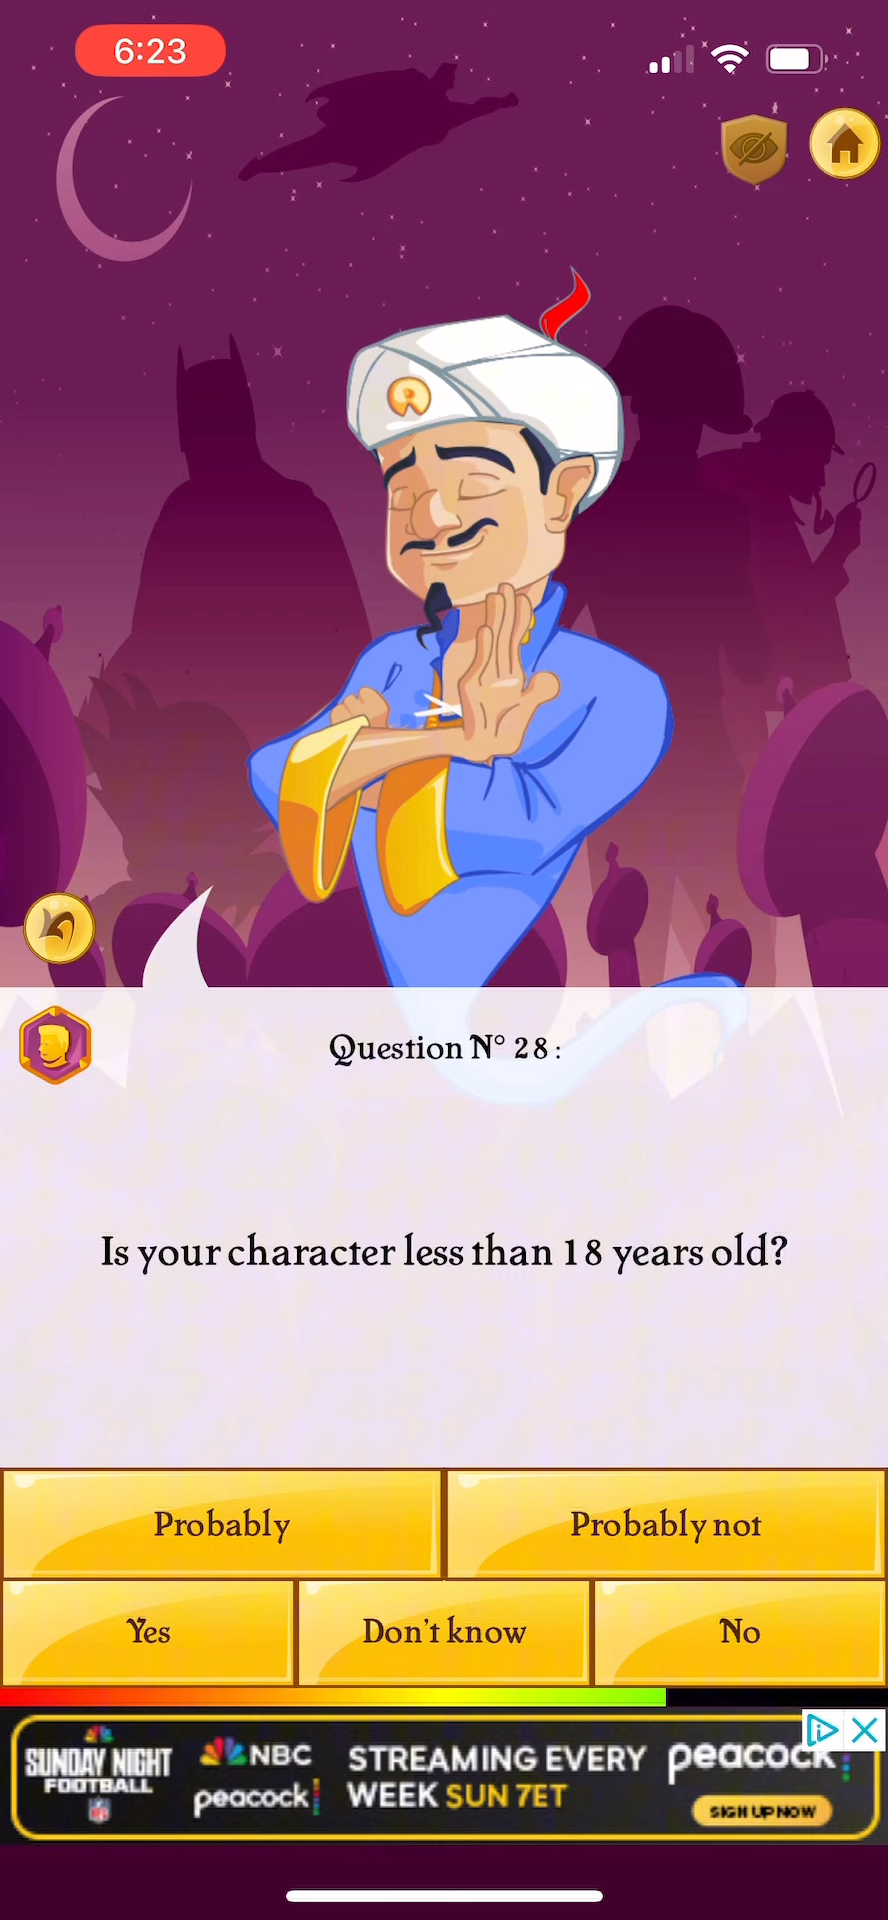 6:23
Question N° 28 :
Is your character less than 18 years old?
Probably
Probably not
Yes
Don't know
No
SUNDAY NIGHT
FOOTBALL
NBC
peacock
STREAMING EVERY
WEEK SUN 7ET
peacock
SIGN UP NOW